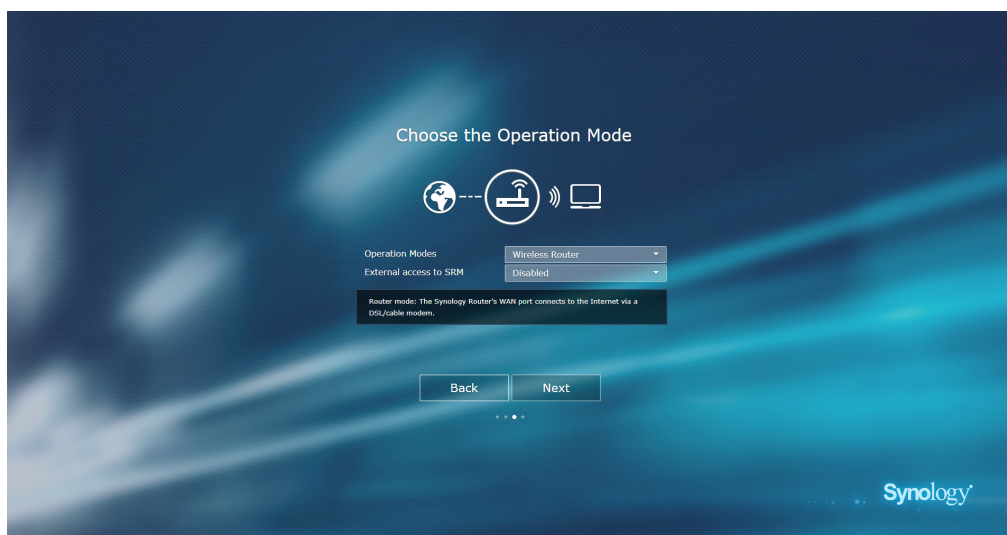 Choose the Operation Mode
Operation Modes
Wireless Router
External access to SRM
Disabled
Router mode: The Synology Router's WAN port connects to the Internet via a
DSL/cable modem.
Back
Next
Synology